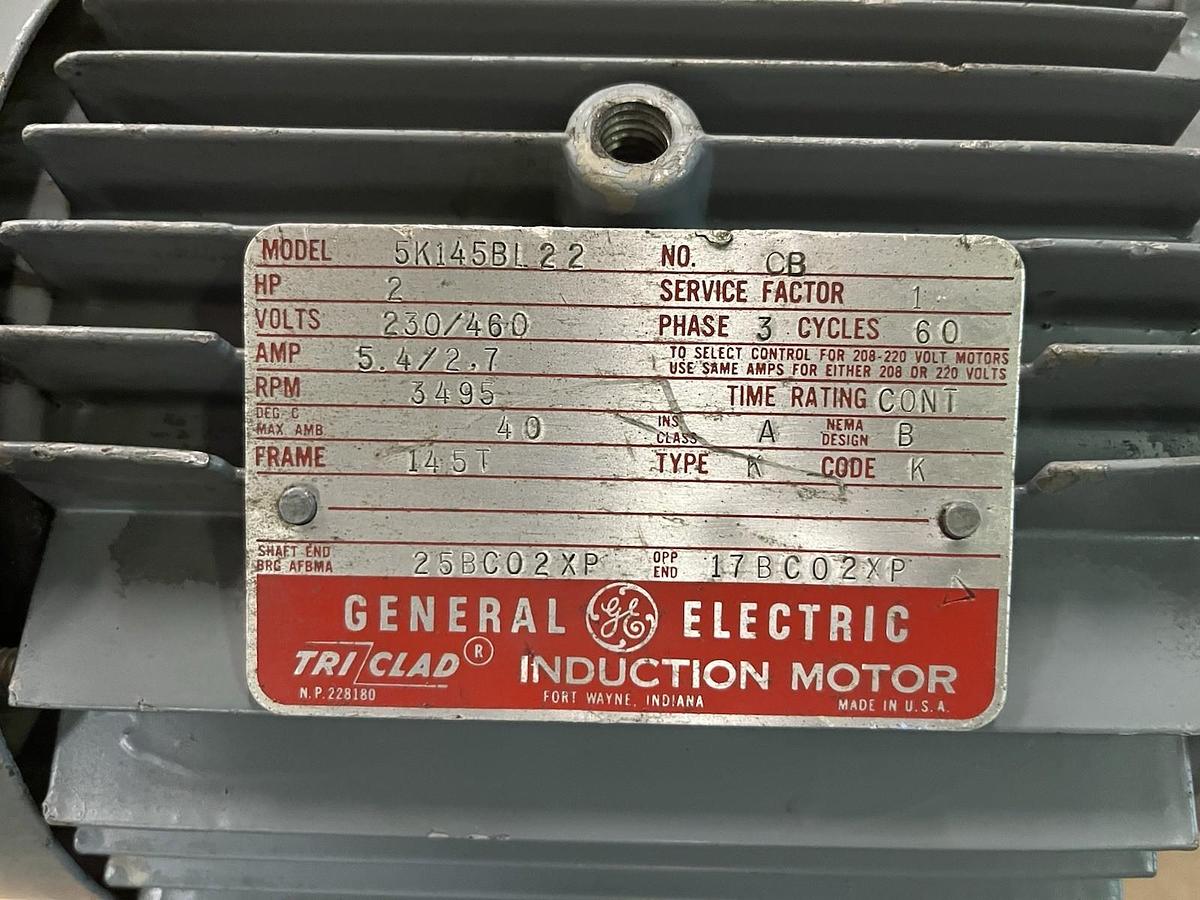 MODEL 5K145BL22 NO. CB
HP 2 SERVICE FACTOR 1
VOLTS 230/460 PHASE 3 CYCLES 60
AMP 5.4/2.7 TO SELECT CONTROL FOR 208-220 VOLT MOTORS
USE SAME AMPS FOR EITHER 208 OR 220 VOLTS
RPM 3495 TIME RATING CONT
DEG. C
MAX AMB 40 INS CLASS A NEMA DESIGN B
FRAME 145T TYPE K CODE K
SHAFT END
BRG AFBMA 25BC02XP OPP END 17BC02XP
GENERAL GE ELECTRIC
TRI/CLAD ® INDUCTION MOTOR
N.P.228180 FORT WAYNE, INDIANA MADE IN U.S.A.